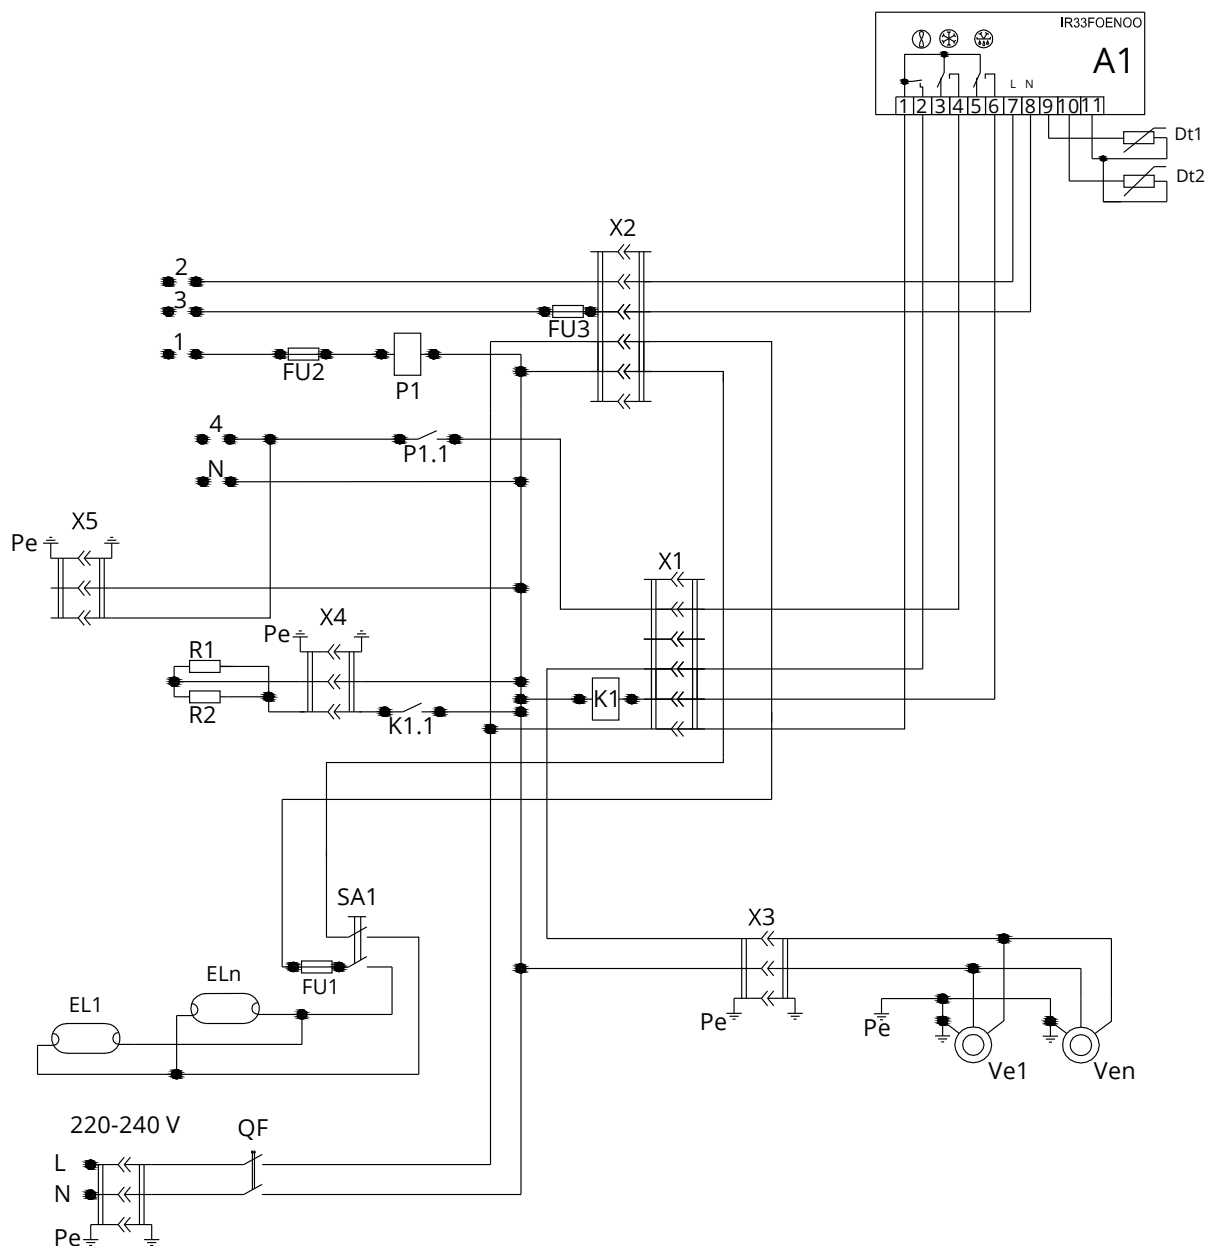 IR33FOENOO
A1
L N
1 2 3 4 5 6 7 8 9 10 11
Dt1
Dt2
X2
2
3
FU3
1
FU2
P1
4
P1.1
N
X5
Pe
X1
X4
Pe
R1
R2
K1
K1.1
SA1
X3
FU1
ELn
EL1
Pe
Pe
Ve1
Ven
220-240 V
QF
L
N
Pe